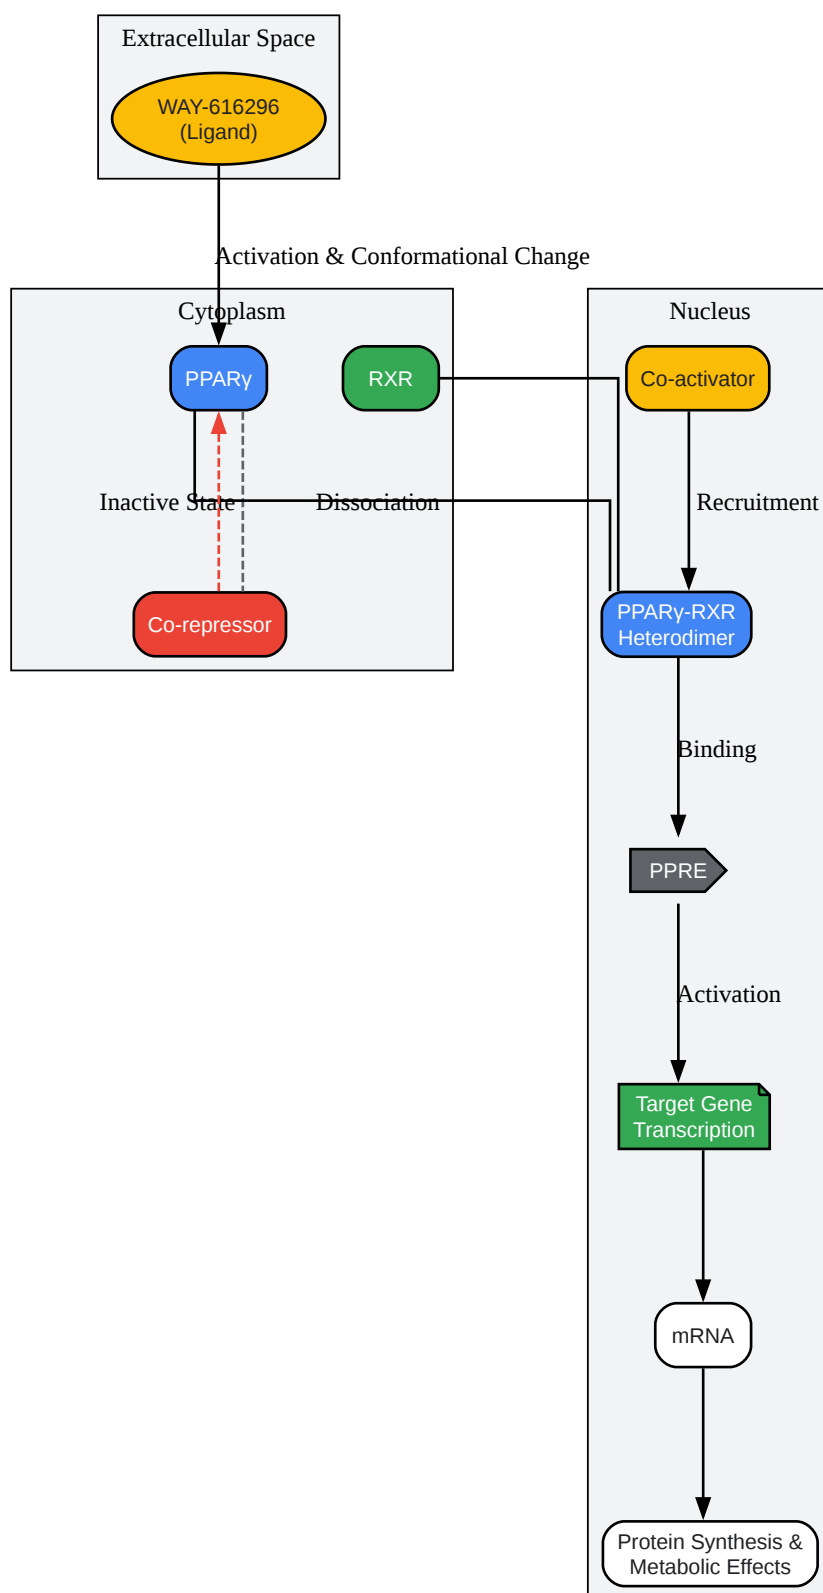 Extracellular Space
WAY-616296
(Ligand)
Activation & Conformational Change
Cytoplasm
Nucleus
PPARγ
RXR
Co-activator
Inactive State
Dissociation
Recruitment
Co-repressor
PPARγ-RXR
Heterodimer
Binding
PPRE
Activation
Target Gene
Transcription
mRNA
Protein Synthesis &
Metabolic Effects